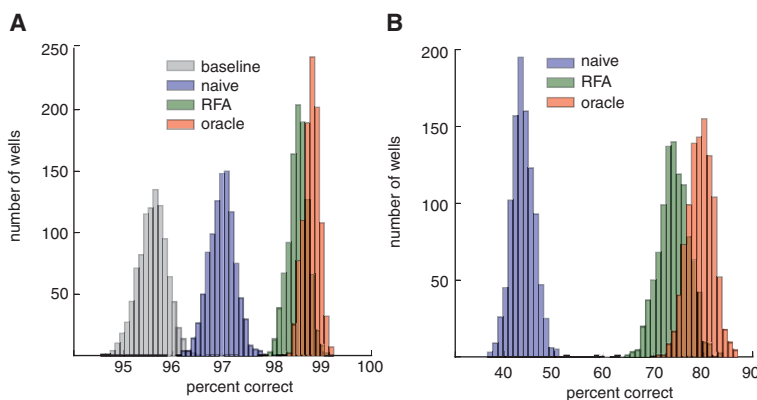 A
250
200
150
100
50
number of wells
baseline
naive
RFA
oracle
95 96 97 98 99 100
percent correct
B
200
150
100
50
number of wells
naive
RFA
oracle
40 50 60 70 80 90
percent correct